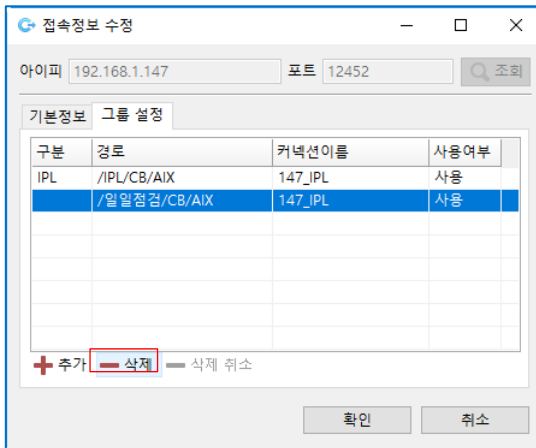 접속정보 수정
아이피 192.168.1.147 포트 12452 조회
기본정보 그룹 설정
구분 경로 커넥션이름 사용여부
IPL /IPL/CB/AIX 147_IPL 사용
/일일점검/CB/AIX 147_IPL 사용
추가 삭제 삭제 취소
확인 취소